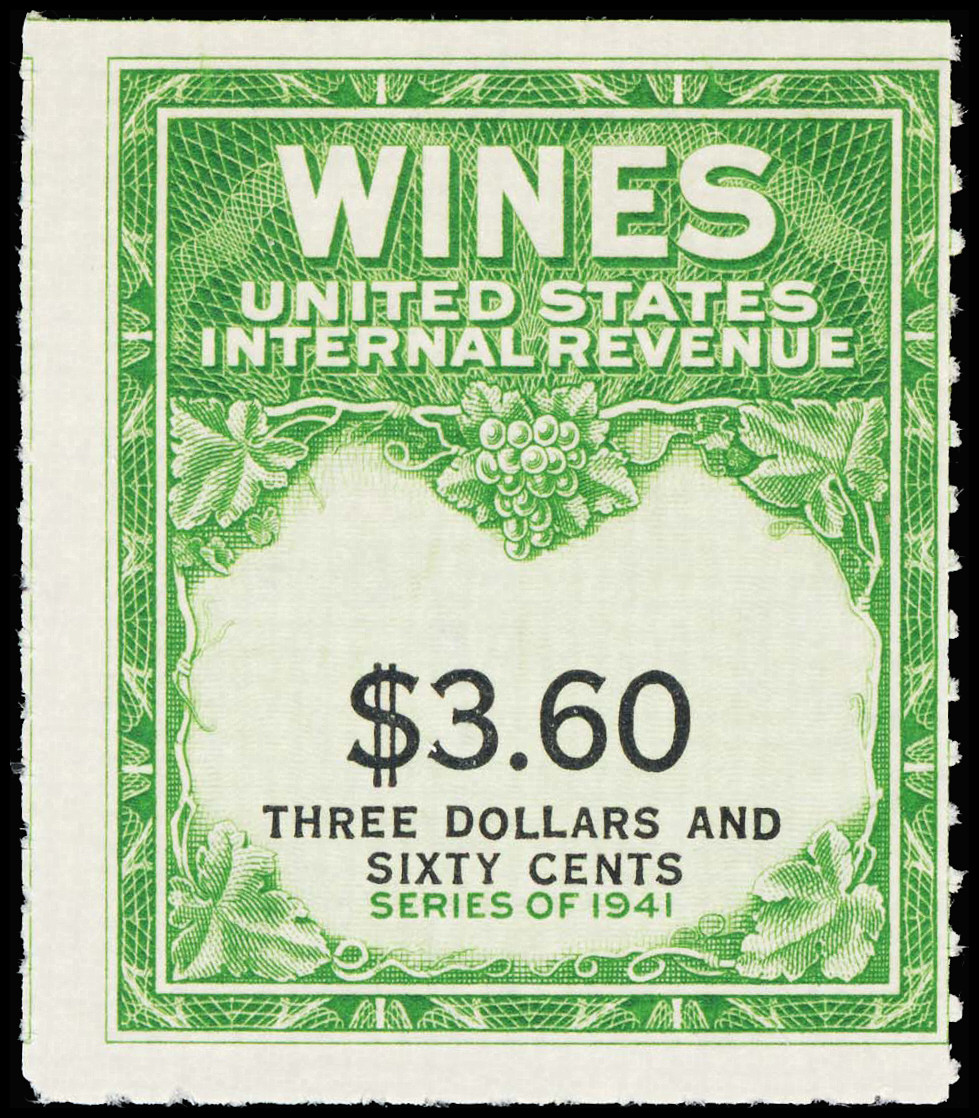 WINES
UNITED STATES
INTERNAL REVENUE
$3.60
THREE DOLLARS AND
SIXTY CENTS
SERIES OF 1941